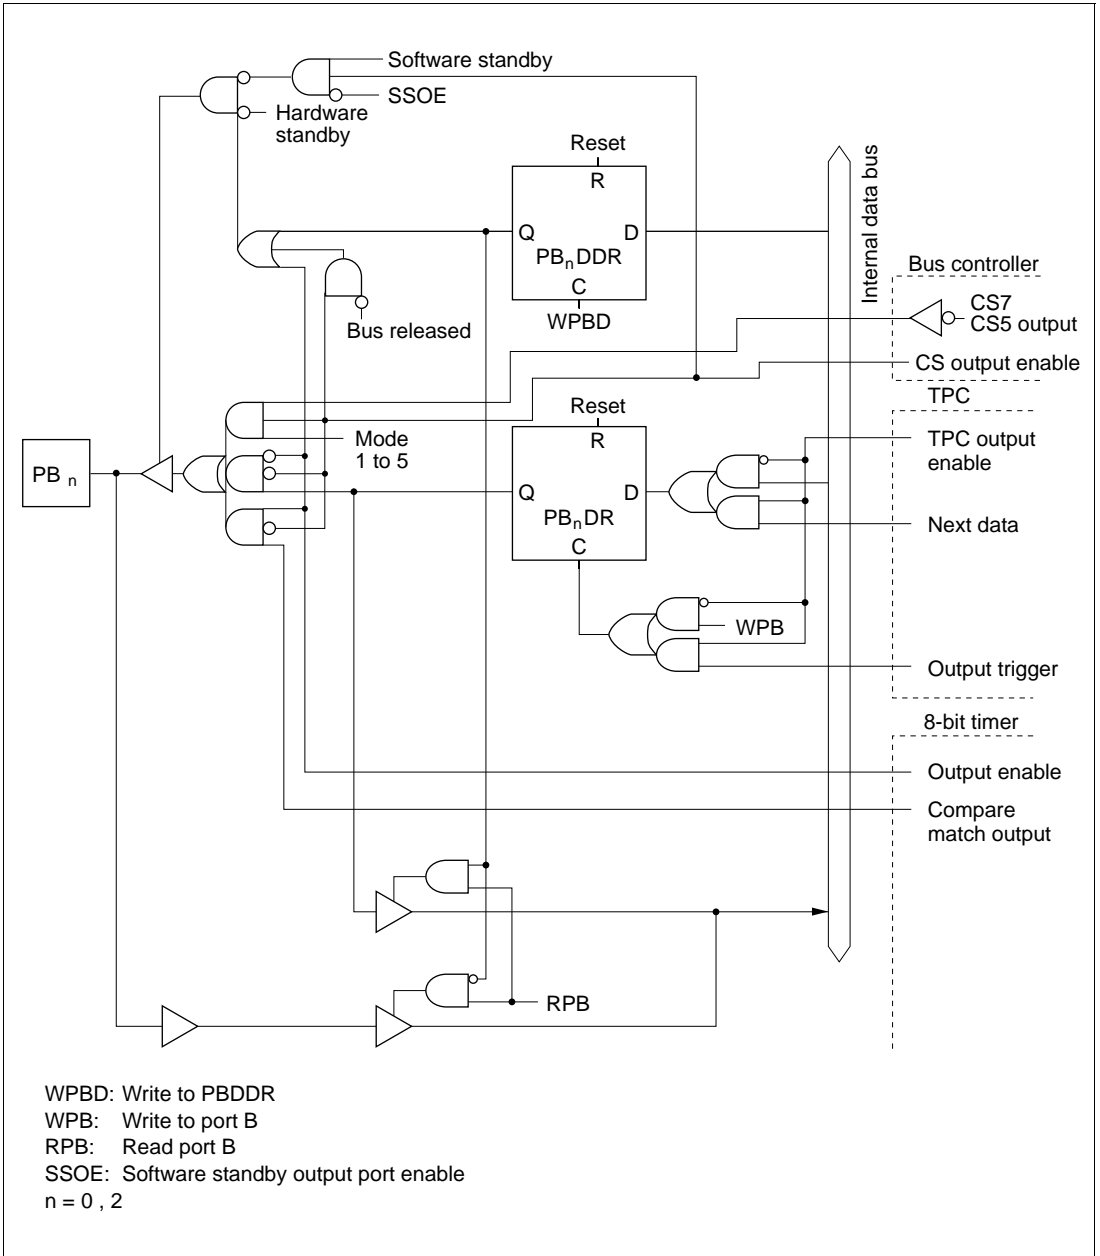 Software standby
SSOE
Hardware
standby
Reset
R
Q
D
PBnDDR
C
WPBD
Internal data bus
Bus controller
CS7
CS5 output
CS output enable
Bus released
TPC
Reset
R
Mode
1 to 5
TPC output
enable
PB n
Q
D
PBnDR
C
Next data
WPB
Output trigger
8-bit timer
Output enable
Compare
match output
RPB
WPBD: Write to PBDDR
WPB: Write to port B
RPB: Read port B
SSOE: Software standby output port enable
n = 0 , 2